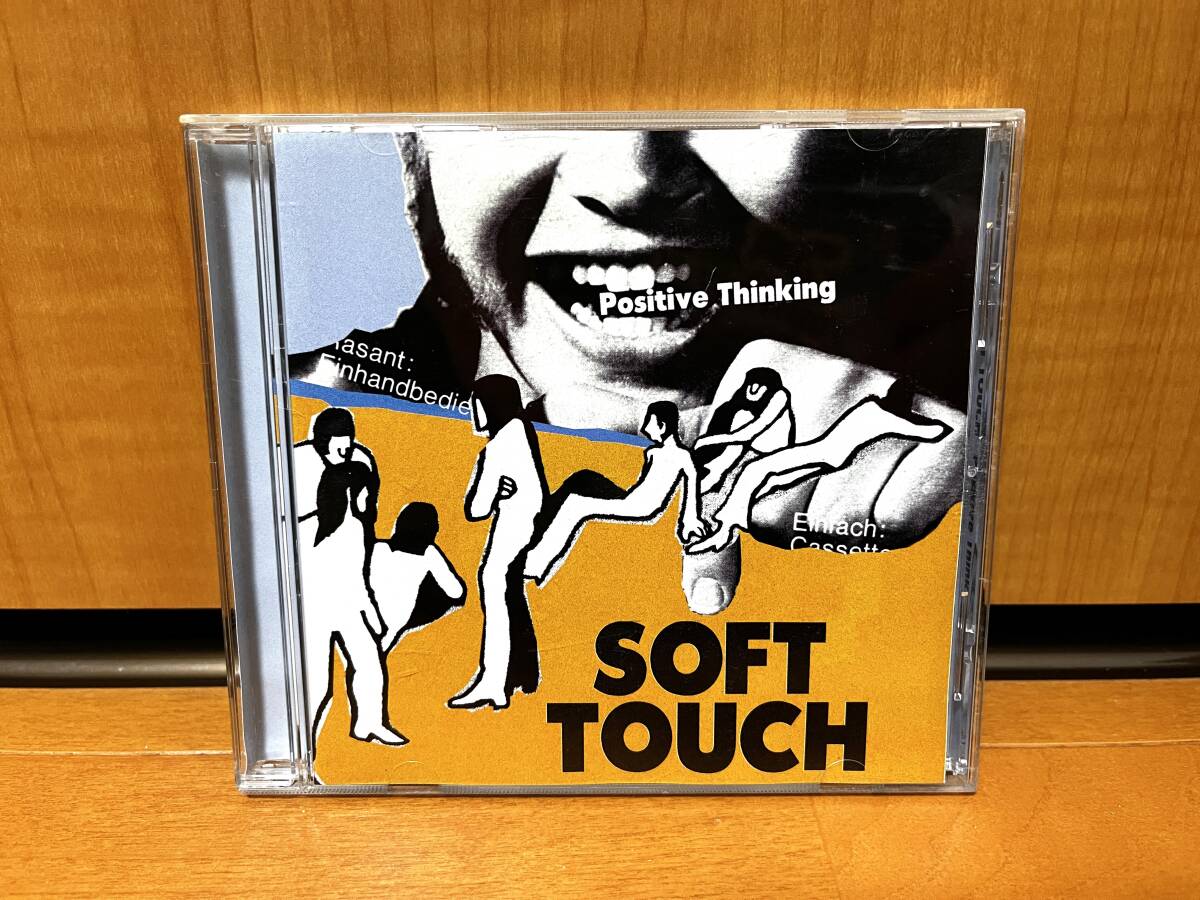 Positive Thinking
Einhandbedie
Einfach:
Cassette
SOFT
TOUCH